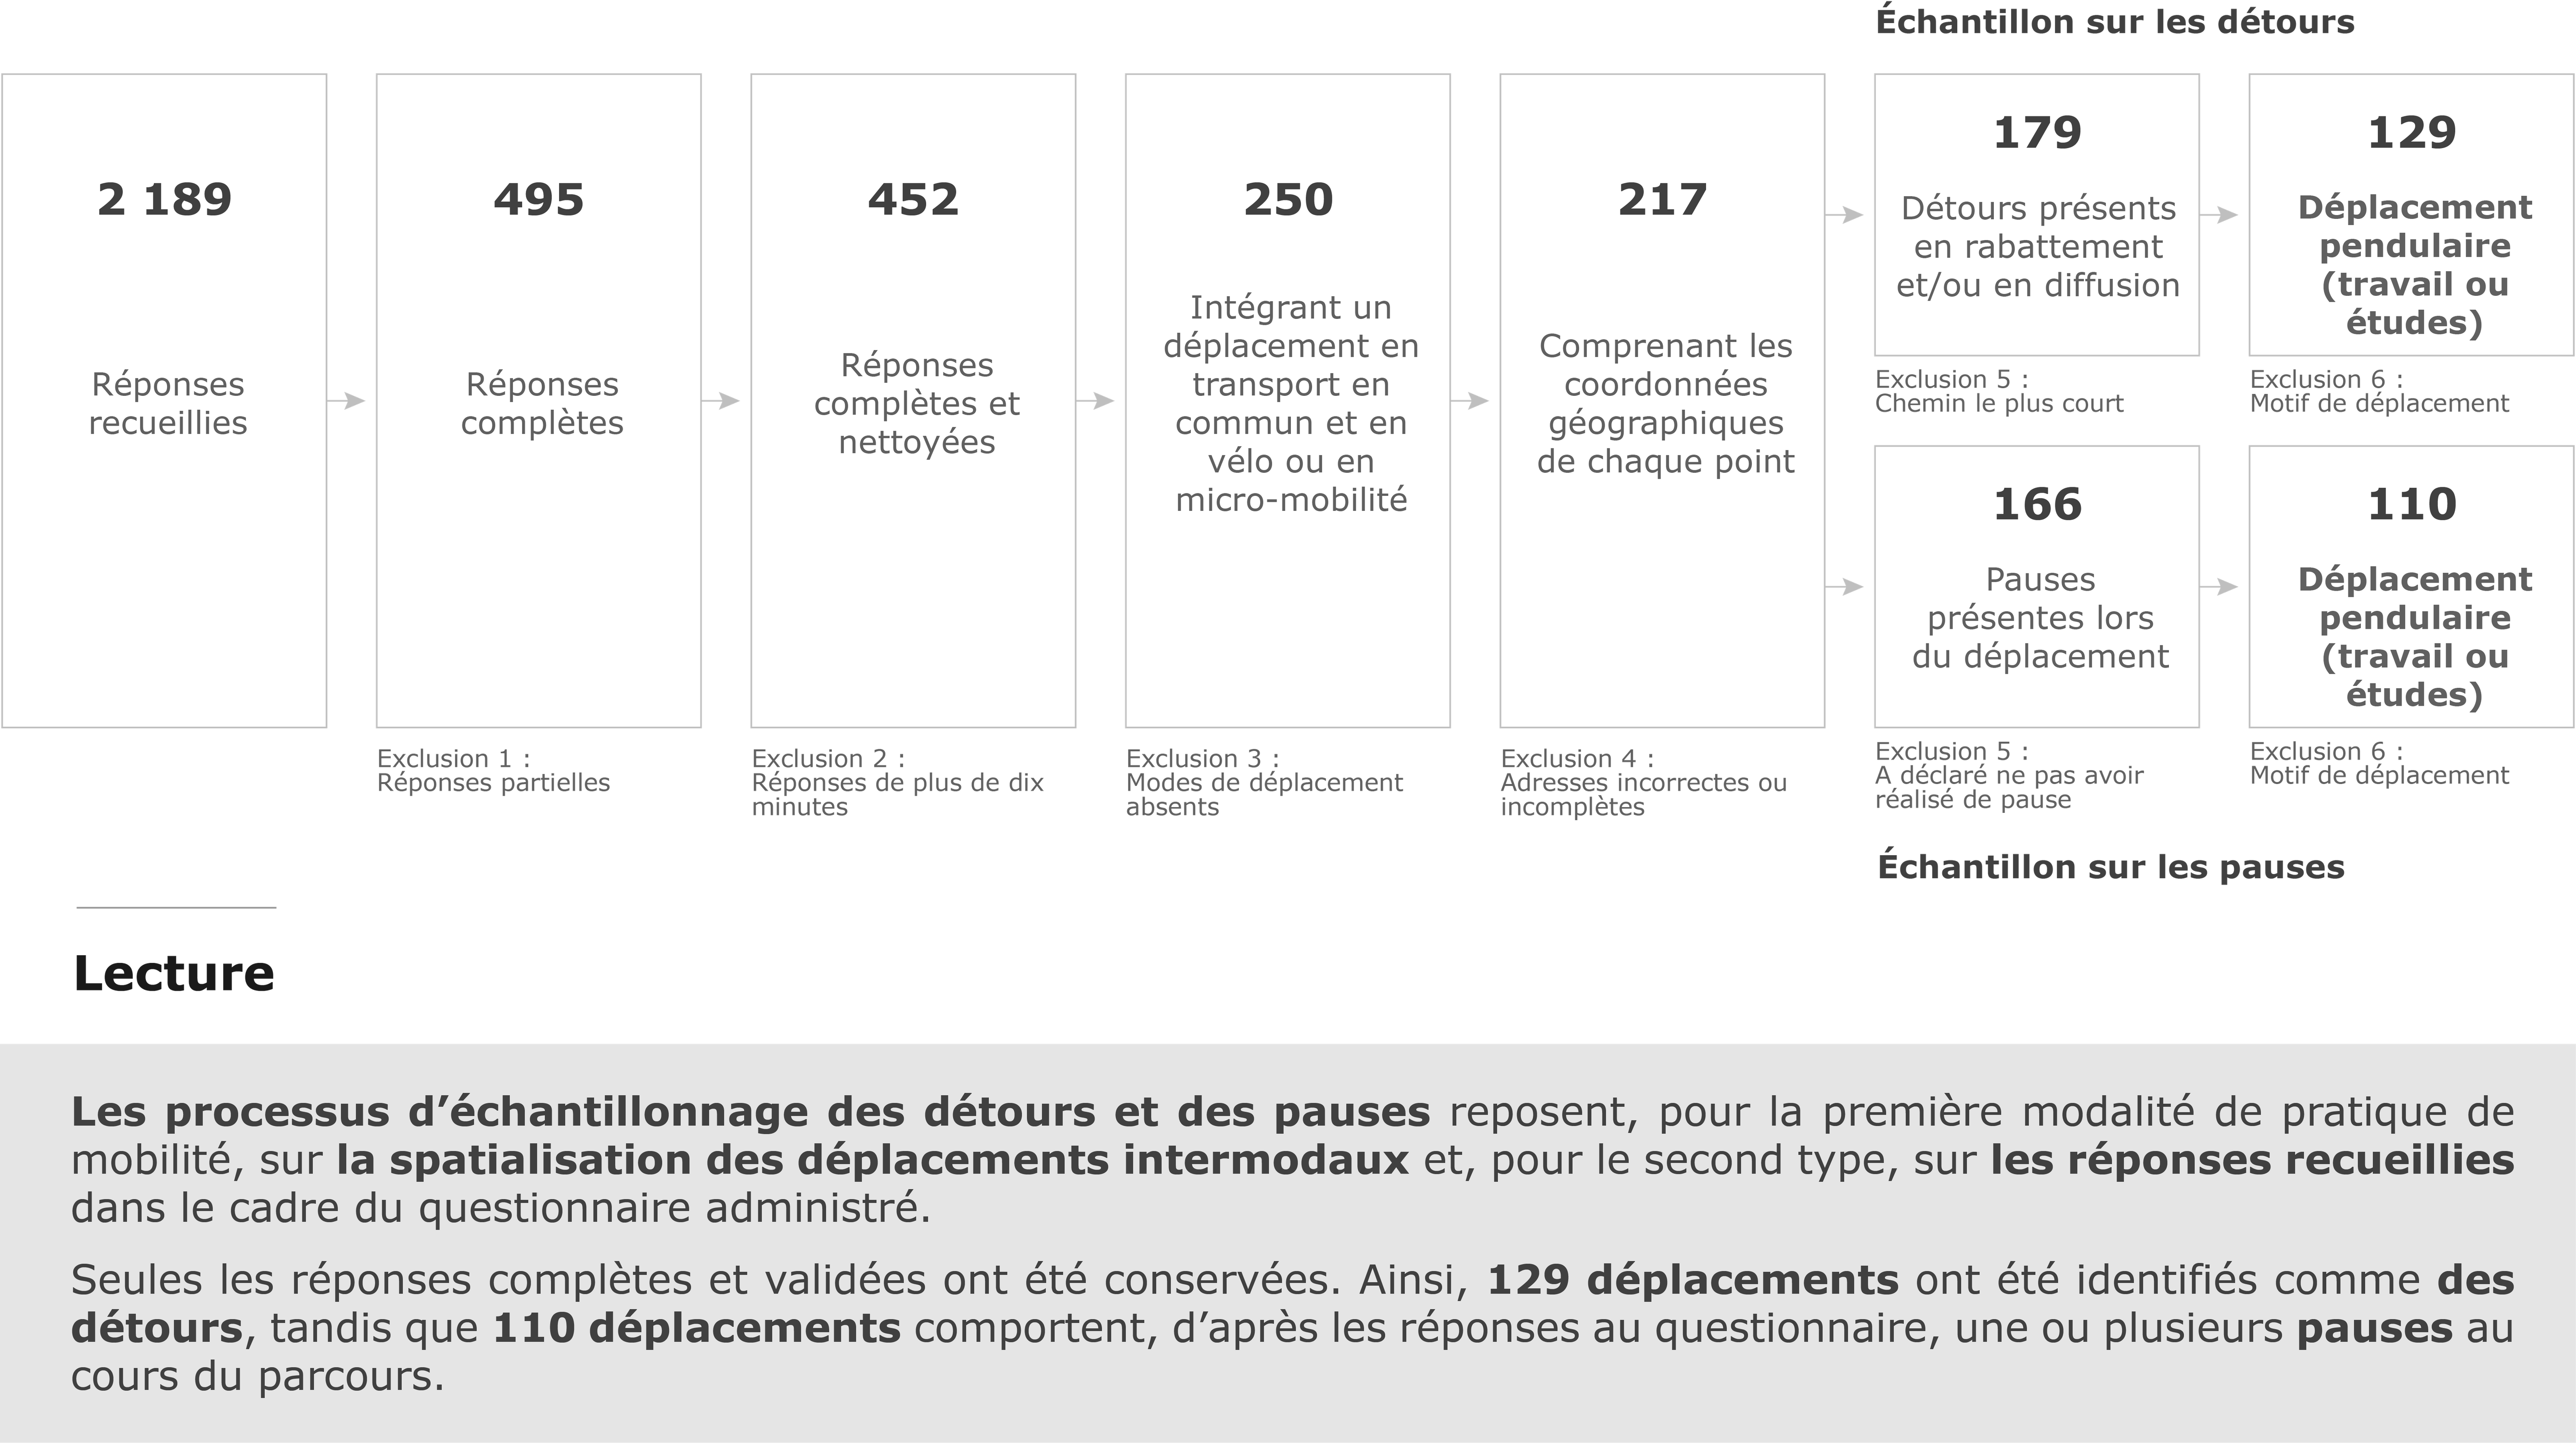 Échantillon sur les détours
2 189
Réponses
recueillies
495
Réponses
complètes
Exclusion 1 :
Réponses partielles
452
Réponses
complètes et
nettoyées
Exclusion 2 :
Réponses de plus de dix
minutes
250
Intégrant un
déplacement en
transport en
commun et en
vélo ou en
micro-mobilité
Exclusion 3 :
Modes de déplacement
absents
217
Comprenant les
coordonnées
géographiques
de chaque point
Exclusion 4 :
Adresses incorrectes ou
incomplètes
179
Détours présents
en rabattement
et/ou en diffusion
Exclusion 5 :
Chemin le plus court
129
Déplacement
pendulaire
(travail ou
études)
Exclusion 6 :
Motif de déplacement
166
Pauses
présentes lors
du déplacement
Exclusion 5 :
A déclaré ne pas avoir
réalisé de pause
110
Déplacement
pendulaire
(travail ou
études)
Exclusion 6 :
Motif de déplacement
Échantillon sur les pauses
Lecture
Les processus d’échantillonnage des détours et des pauses reposent, pour la première modalité de pratique de
mobilité, sur la spatialisation des déplacements intermodaux et, pour le second type, sur les réponses recueillies
dans le cadre du questionnaire administré.
Seules les réponses complètes et validées ont été conservées. Ainsi, 129 déplacements ont été identifiés comme des
détours, tandis que 110 déplacements comportent, d’après les réponses au questionnaire, une ou plusieurs pauses au
cours du parcours.